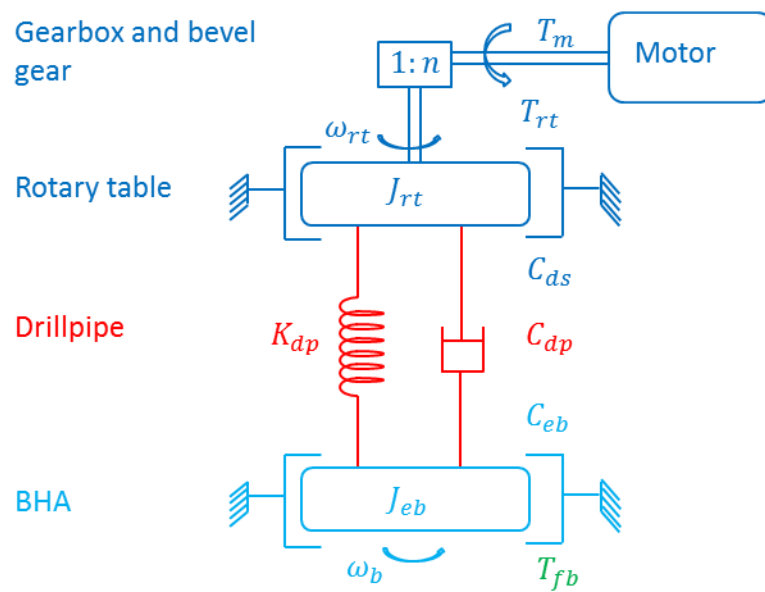 Gearbox and bevel
gear
1:n
T_m
Motor
T_rt
ω_rt
Rotary table
J_rt
C_ds
Drillpipe
K_dp
C_dp
C_eb
BHA
J_eb
ω_b
T_fb